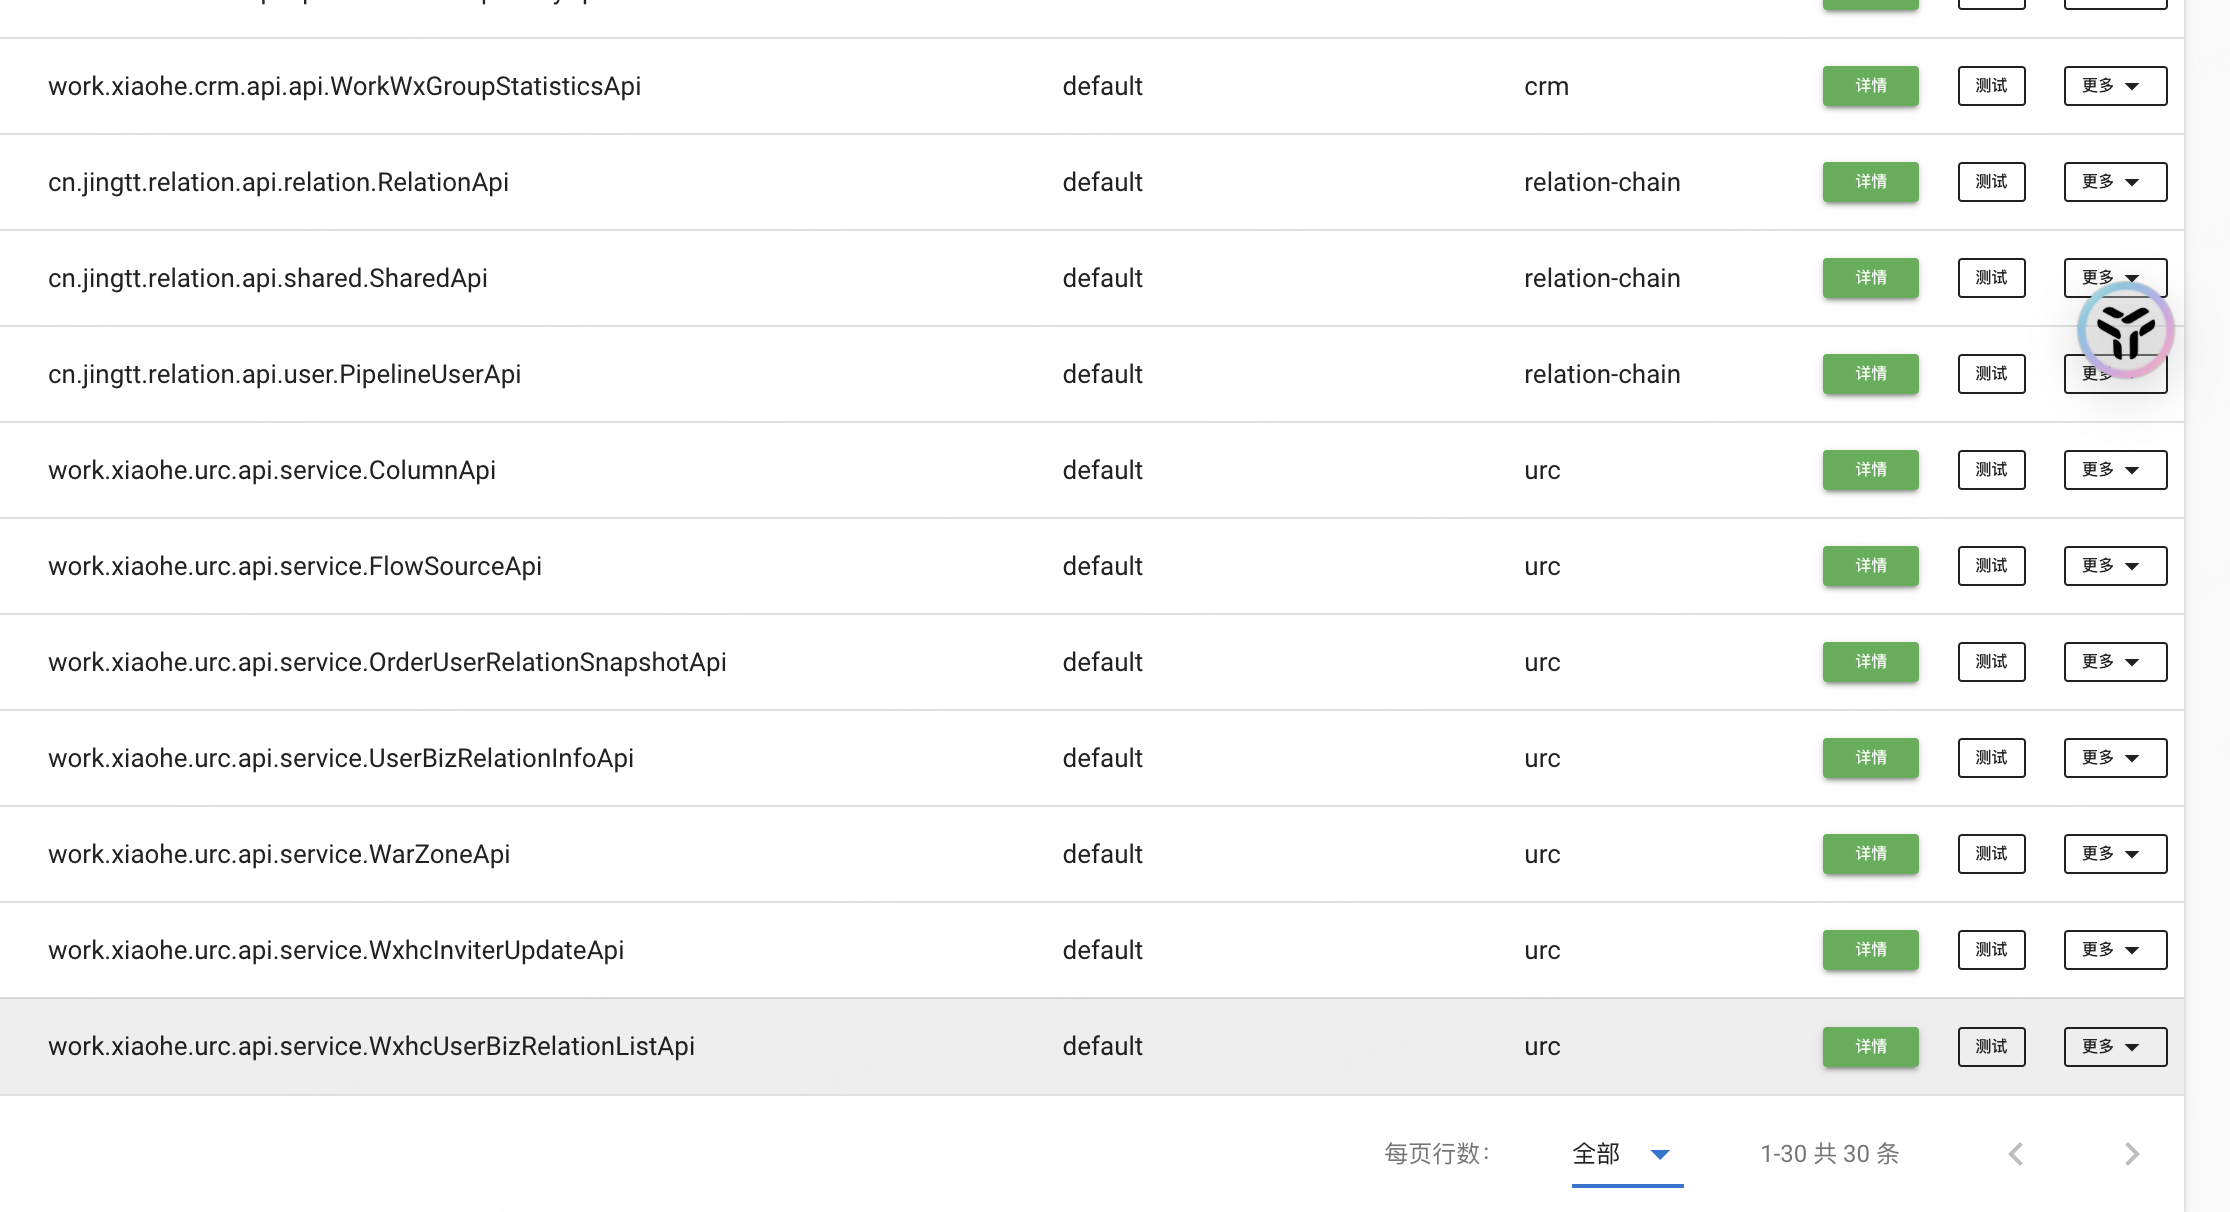 work.xiaohe.crm.api.api.WorkWxGroupStatisticsApi default crm 详情 测试 更多
cn.jingtt.relation.api.relation.RelationApi default relation-chain 详情 测试 更多
cn.jingtt.relation.api.shared.SharedApi default relation-chain 详情 测试 更多
cn.jingtt.relation.api.user.PipelineUserApi default relation-chain 详情 测试 更多
work.xiaohe.urc.api.service.ColumnApi default urc 详情 测试 更多
work.xiaohe.urc.api.service.FlowSourceApi default urc 详情 测试 更多
work.xiaohe.urc.api.service.OrderUserRelationSnapshotApi default urc 详情 测试 更多
work.xiaohe.urc.api.service.UserBizRelationInfoApi default urc 详情 测试 更多
work.xiaohe.urc.api.service.WarZoneApi default urc 详情 测试 更多
work.xiaohe.urc.api.service.WxhcInviterUpdateApi default urc 详情 测试 更多
work.xiaohe.urc.api.service.WxhcUserBizRelationListApi default urc 详情 测试 更多
每页行数: 全部 1-30 共 30 条